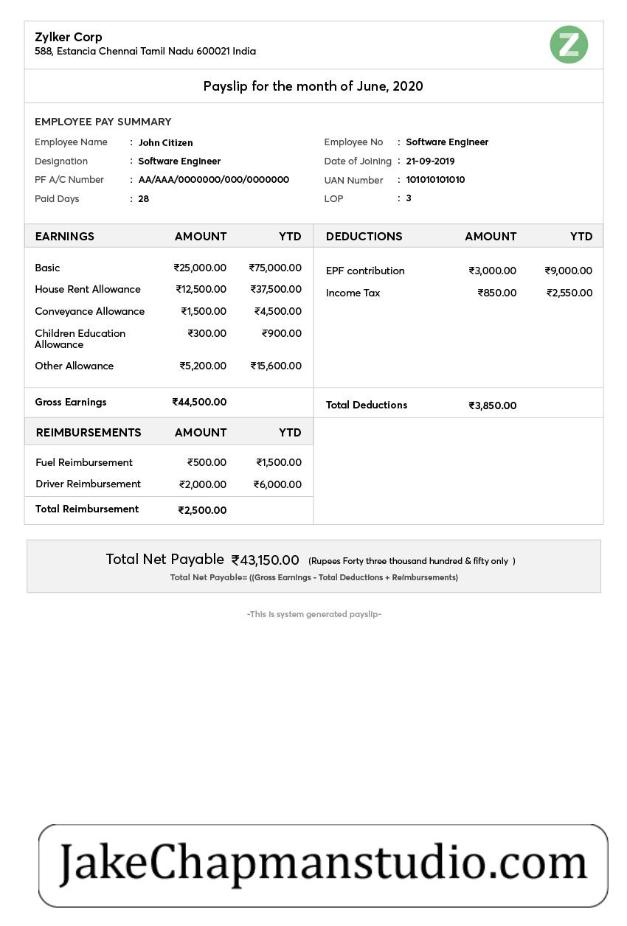 Zylker Corp
588, Estancia Chennai Tamil Nadu 600021 India
Z
Payslip for the month of June, 2020
EMPLOYEE PAY SUMMARY
Employee Name : John Citizen Employee No : Software Engineer
Designation : Software Engineer Date of Joining : 21-09-2019
PF A/C Number : AA/AAA/0000000/000/0000000 UAN Number : 101010101010
Paid Days : 28 LOP : 3
EARNINGS AMOUNT YTD DEDUCTIONS AMOUNT YTD
Basic ₹25,000.00 ₹75,000.00 EPF contribution ₹3,000.00 ₹9,000.00
House Rent Allowance ₹12,500.00 ₹37,500.00 Income Tax ₹850.00 ₹2,550.00
Conveyance Allowance ₹1,500.00 ₹4,500.00
Children Education ₹300.00 ₹900.00
Allowance
Other Allowance ₹5,200.00 ₹15,600.00
Gross Earnings ₹44,500.00 Total Deductions ₹3,850.00
REIMBURSEMENTS AMOUNT YTD
Fuel Reimbursement ₹500.00 ₹1,500.00
Driver Reimbursement ₹2,000.00 ₹6,000.00
Total Reimbursement ₹2,500.00
Total Net Payable ₹43,150.00 (Rupees Forty three thousand hundred & fifty only )
Total Net Payable= ((Gross Earnings - Total Deductions + Reimbursements)
-This is system generated payslip-
JakeChapmanstudio.com